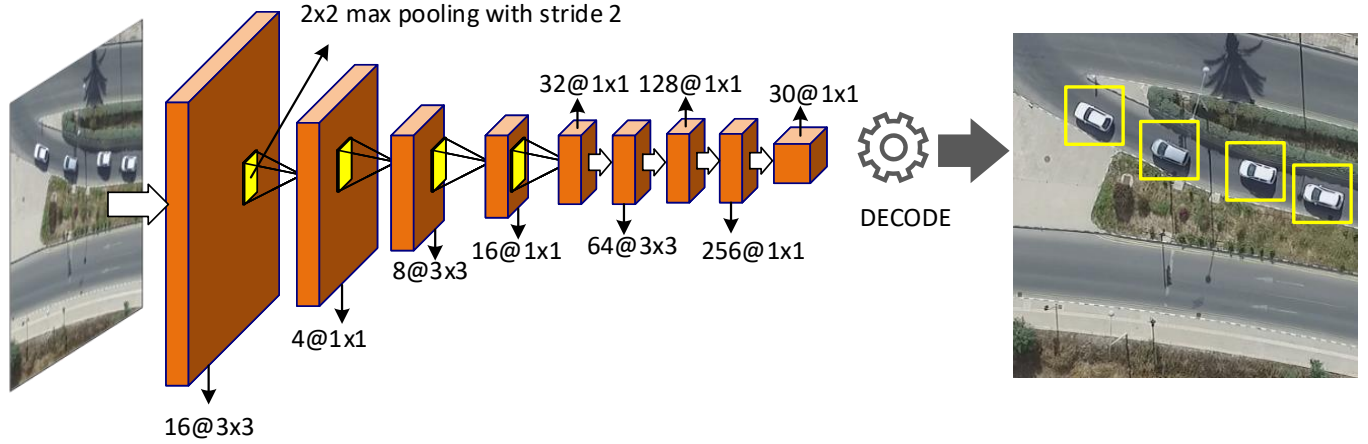 2x2 max pooling with stride 2
16@3x3
4@1x1
8@3x3
16@1x1
32@1x1
64@3x3
128@1x1
256@1x1
30@1x1
DECODE